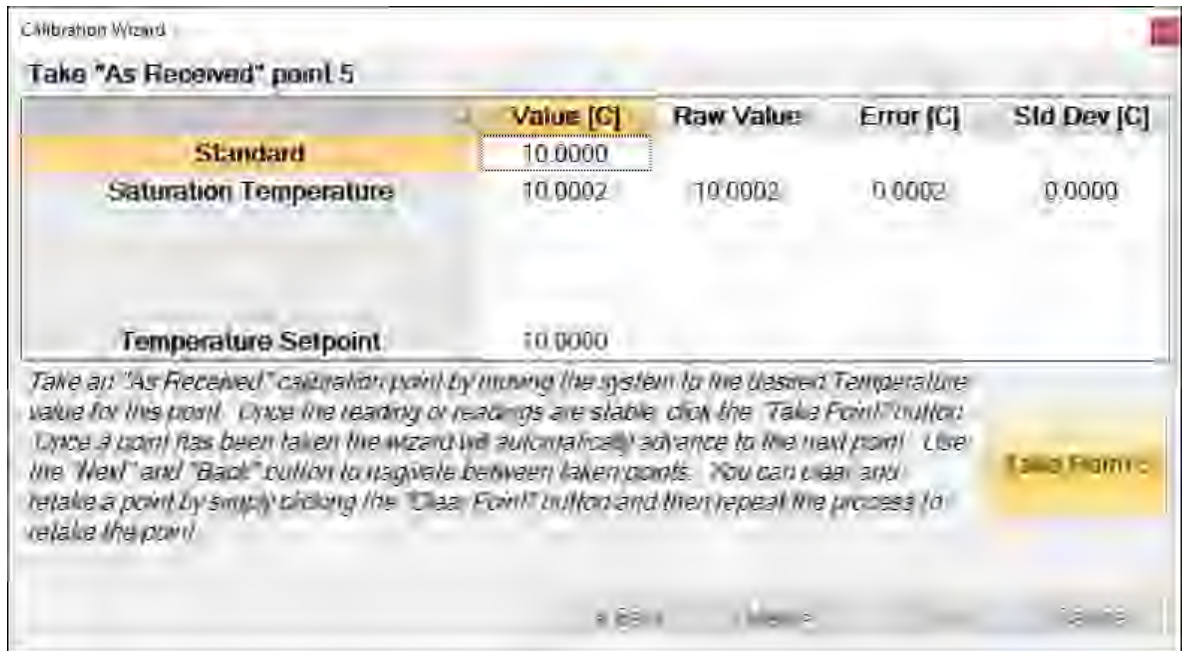 Calibration Wizard
Take "As Received" point 5
Value [C] Raw Value Error [C] Std Dev [C]
Standard 10.0000
Saturation Temperature 10.0002 10.0002 0.0002 0.0000
Temperature Setpoint 10.0000
Take an "As Received" calibration point by moving the system to the desired Temperature
value for this point. Once the reading or readings are stable, click the "Take Point" button.
Once a point has been taken the wizard will automatically advance to the next point. Use
the "Next" and "Back" button to nagivate between taken points. You can clear and
retake a point by simply clicking the "Clear Point" button and then repeat the process to
retake the point.
Take Point